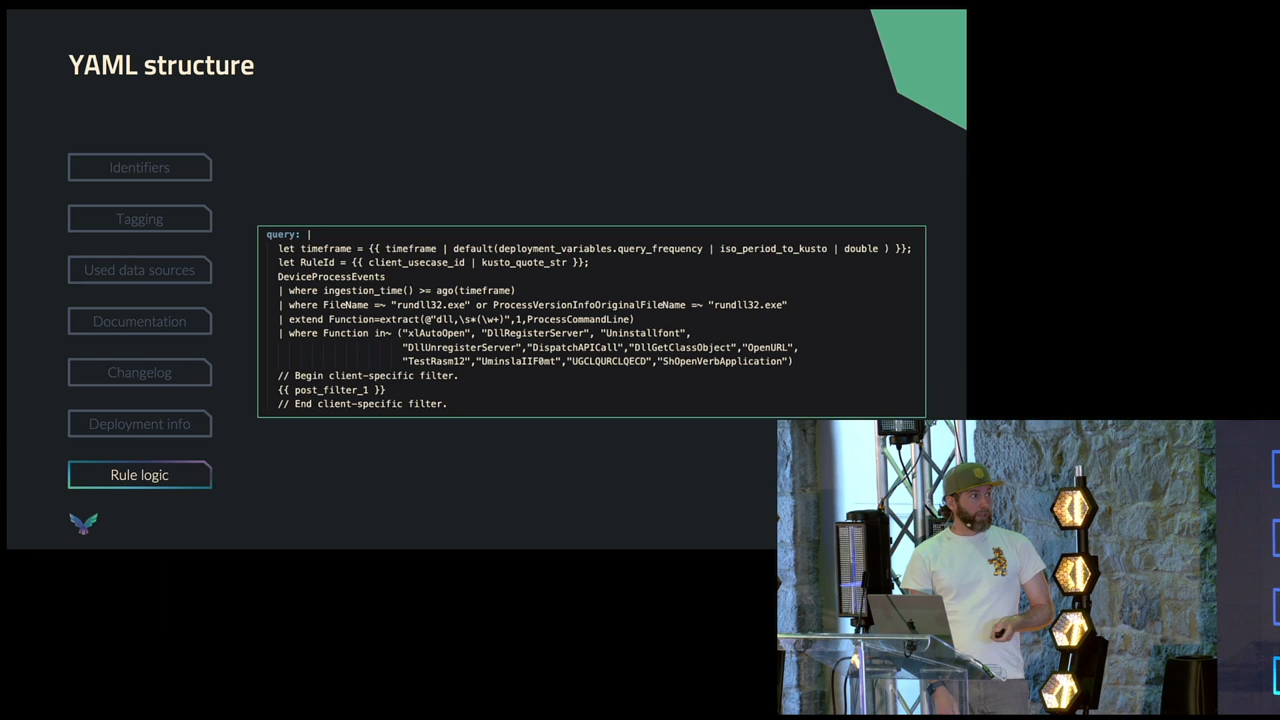 YAML structure
Identifiers
Tagging
Used data sources
Documentation
Changelog
Deployment info
Rule logic
query: |
let timeframe = {{ timeframe | default(deployment_variables.query_frequency | iso_period_to_kusto | double ) }};
let RuleId = {{ client_usecase_id | kusto_quote_str }};
DeviceProcessEvents
| where ingestion_time() >= ago(timeframe)
| where FileName =~ "rundll32.exe" or ProcessVersionInfoOriginalFileName =~ "rundll32.exe"
| extend Function=extract(@"dll,\s*(\w+)",1,ProcessCommandLine)
| where Function in~ ("xlAutoOpen", "DllRegisterServer", "Uninstallfont",
"DllUnregisterServer","DispatchAPICall","DllGetClassObject","OpenURL",
"TestRasm12","UminslaIIF0mt","UGCLQURCLQECD","ShOpenVerbApplication")
// Begin client-specific filter.
{{ post_filter_1 }}
// End client-specific filter.